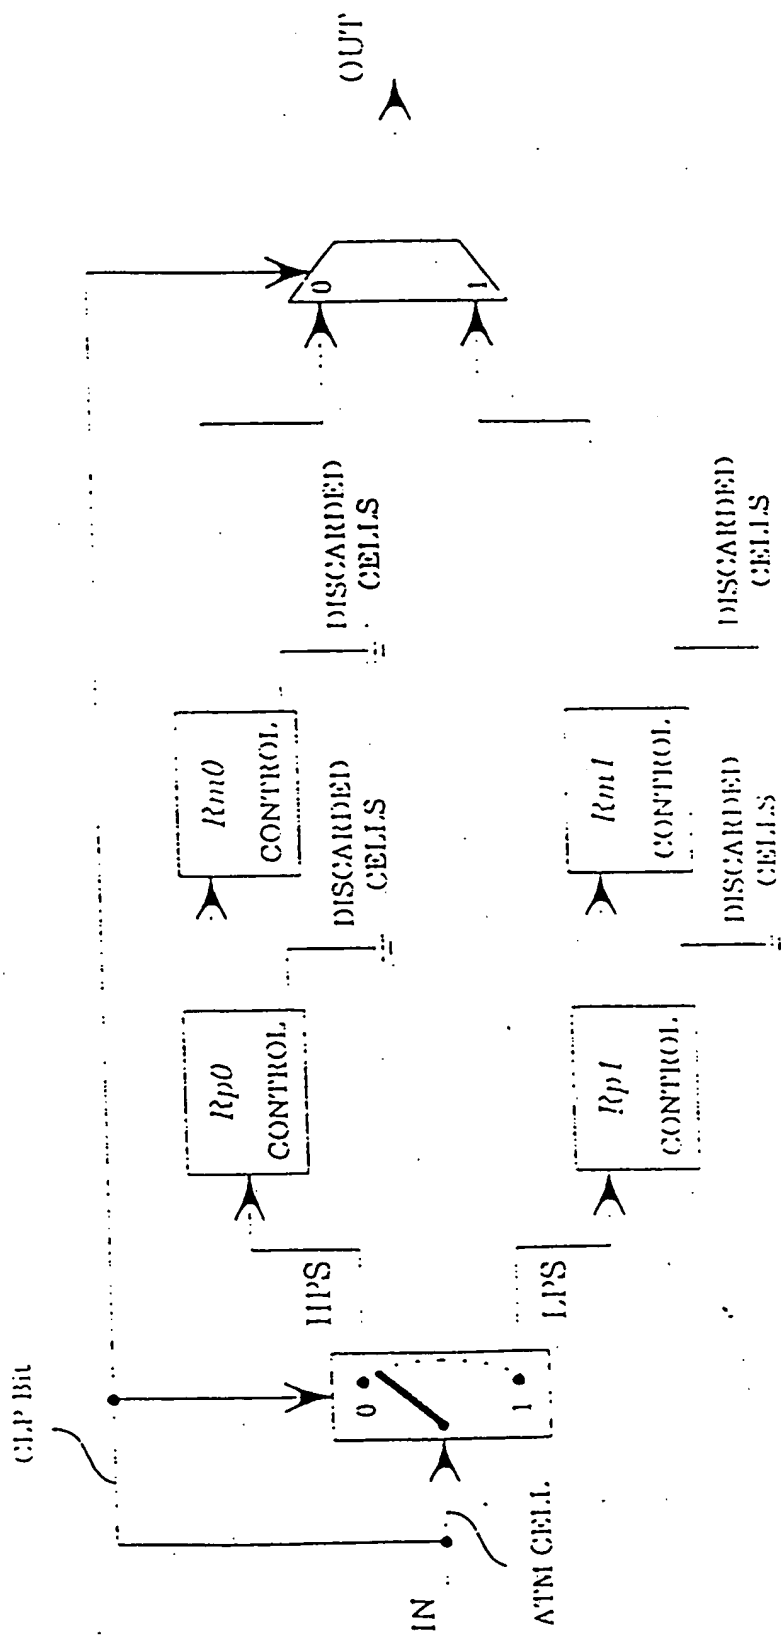 CLP Bit
IN
ATM CELL
0
1
HPS
LPS
Rp0
CONTROL
DISCARDED
CELLS
Rm0
CONTROL
DISCARDED
CELLS
Rp1
CONTROL
DISCARDED
CELLS
Rm1
CONTROL
DISCARDED
CELLS
0
1
OUT